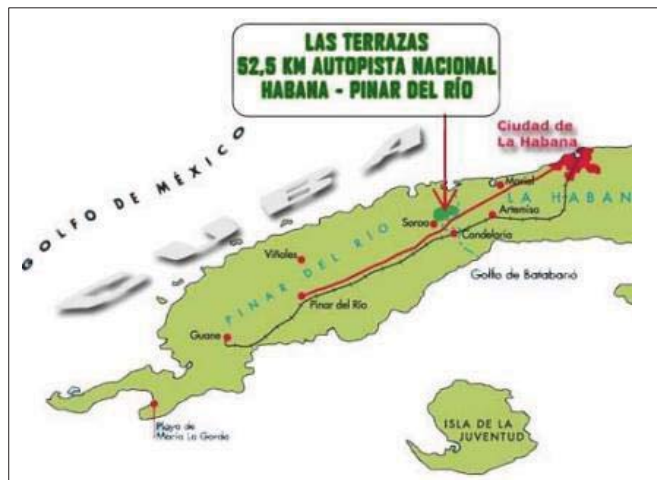 LAS TERRAZAS
52,5 KM AUTOPISTA NACIONAL
HABANA - PINAR DEL RÍO
Ciudad de
La Habana
GOLFO DE MÉXICO
CUBA
Mariel
LA HABAN
Artemisa
Soroa
Candelaria
Viñales
PINAR DEL RÍO
Golfo de Batabanó
Pinar del Río
Guane
Playa de
María La Gorda
ISLA DE LA
JUVENTUD